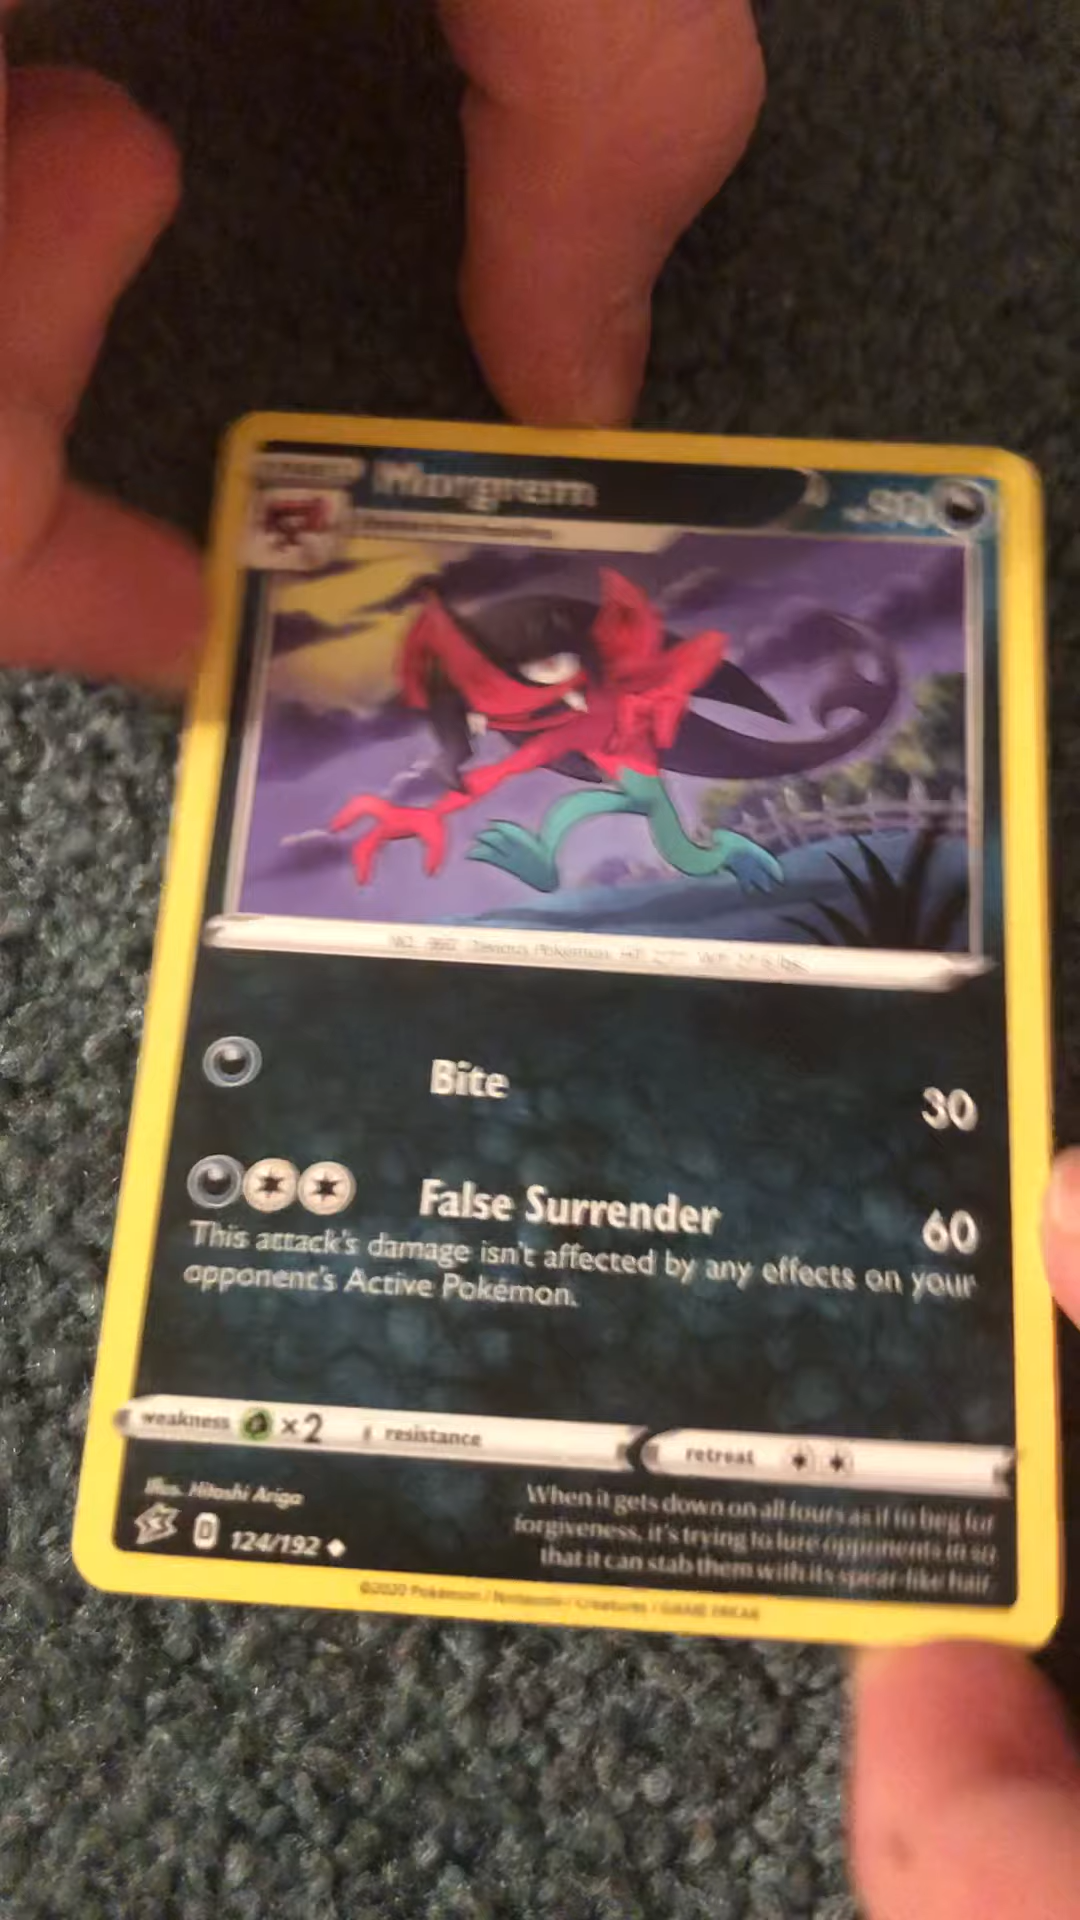 Morgrem
HP 90
Bite 30
False Surrender 60
This attack's damage isn't affected by any effects on your
opponent's Active Pokémon.
weakness ×2 resistance retreat
Illus. Hitoshi Ariga
When it gets down on all fours as if to beg for
forgiveness, it's trying to lure opponents in so
that it can stab them with its spear-like hair.
D 124/192
©2020 Pokémon / Nintendo / Creatures / GAME FREAK